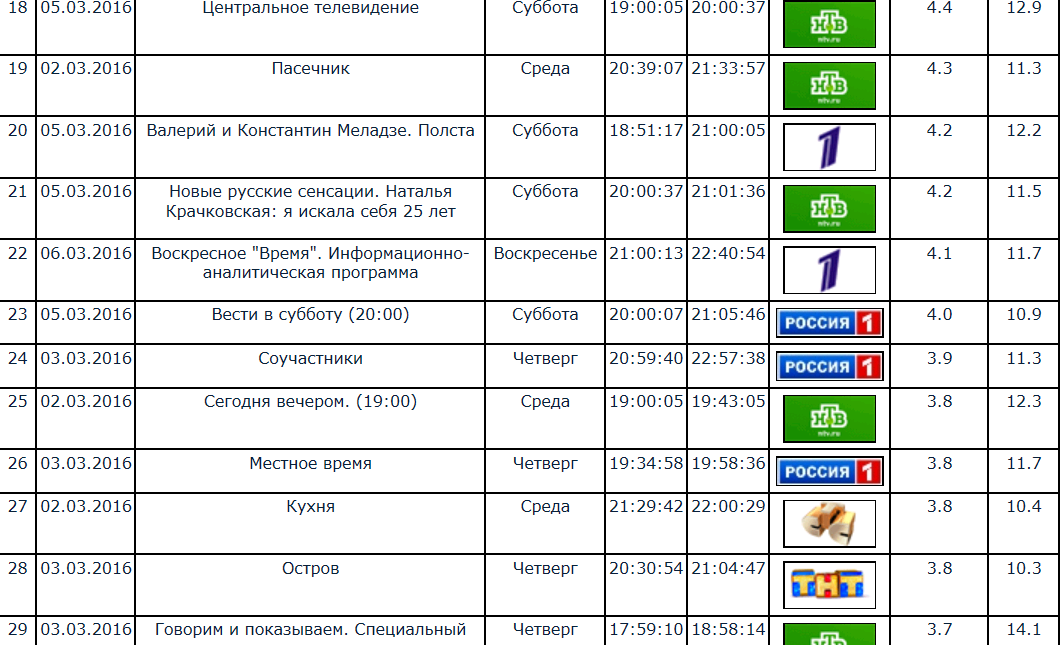 18 05.03.2016 Центральное телевидение Суббота 19:00:05 20:00:37 НТВ 4.4 12.9
ntv.ru
19 02.03.2016 Пасечник Среда 20:39:07 21:33:57 НТВ 4.3 11.3
ntv.ru
20 05.03.2016 Валерий и Константин Меладзе. Полста Суббота 18:51:17 21:00:05 1 4.2 12.2
21 05.03.2016 Новые русские сенсации. Наталья Суббота 20:00:37 21:01:36 НТВ 4.2 11.5
Крачковская: я искала себя 25 лет ntv.ru
22 06.03.2016 Воскресное "Время". Информационно- Воскресенье 21:00:13 22:40:54 1 4.1 11.7
аналитическая программа
23 05.03.2016 Вести в субботу (20:00) Суббота 20:00:07 21:05:46 РОССИЯ 1 4.0 10.9
24 03.03.2016 Соучастники Четверг 20:59:40 22:57:38 РОССИЯ 1 3.9 11.3
25 02.03.2016 Сегодня вечером. (19:00) Среда 19:00:05 19:43:05 НТВ 3.8 12.3
ntv.ru
26 03.03.2016 Местное время Четверг 19:34:58 19:58:36 РОССИЯ 1 3.8 11.7
27 02.03.2016 Кухня Среда 21:29:42 22:00:29 СТС 3.8 10.4
28 03.03.2016 Остров Четверг 20:30:54 21:04:47 ТНТ 3.8 10.3
29 03.03.2016 Говорим и показываем. Специальный Четверг 17:59:10 18:58:14 НТВ 3.7 14.1